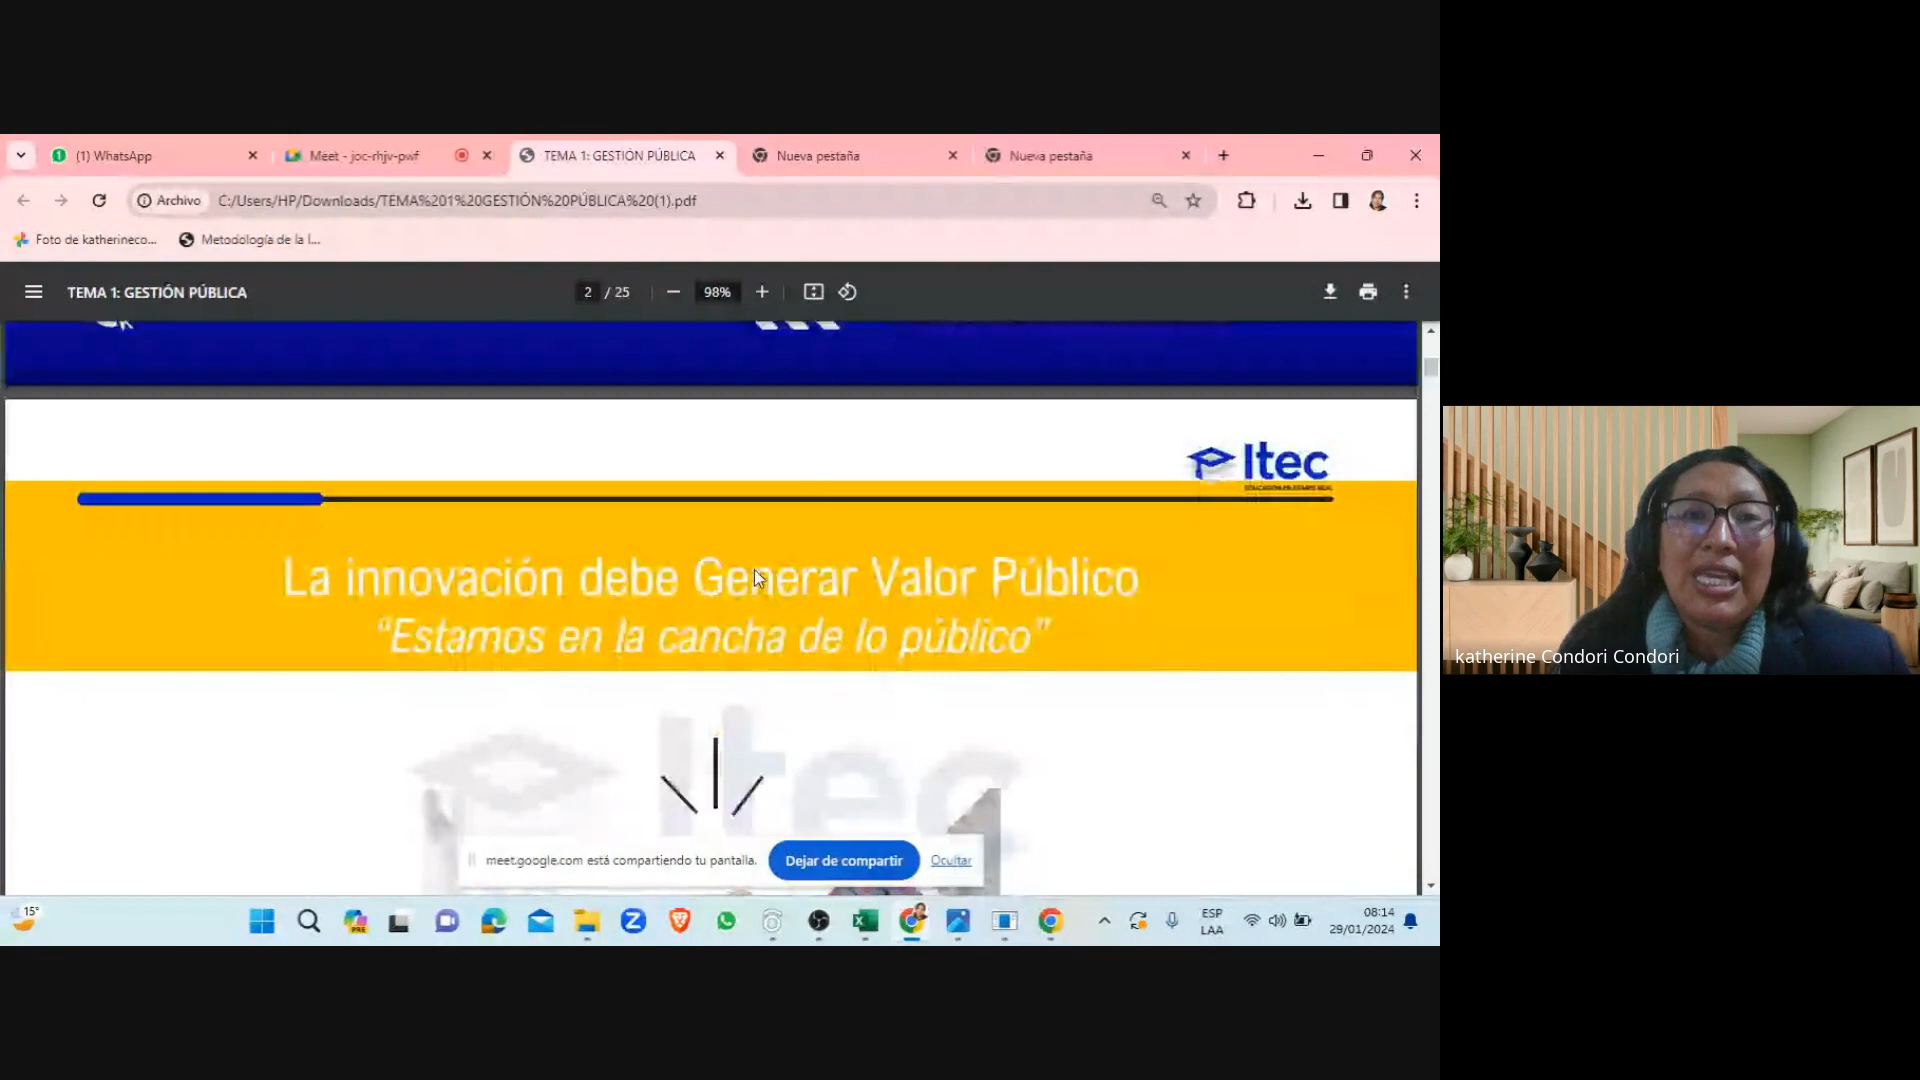 (1) WhatsApp
Meet - joc-rhjv-pwf
TEMA 1: GESTIÓN PÚBLICA
Nueva pestaña
Nueva pestaña
Archivo
C:/Users/HP/Downloads/TEMA%201%20GESTIÓN%20PÚBLICA%20(1).pdf
Foto de katherineco...
Metodología de la I...
TEMA 1: GESTIÓN PÚBLICA
2 / 25
98%
Itec
La innovación debe Generar Valor Público
“Estamos en la cancha de lo público”
Itec
meet.google.com está compartiendo tu pantalla.
Dejar de compartir
Ocultar
katherine Condori Condori
15°
PRE
ESP
LAA
08:14
29/01/2024